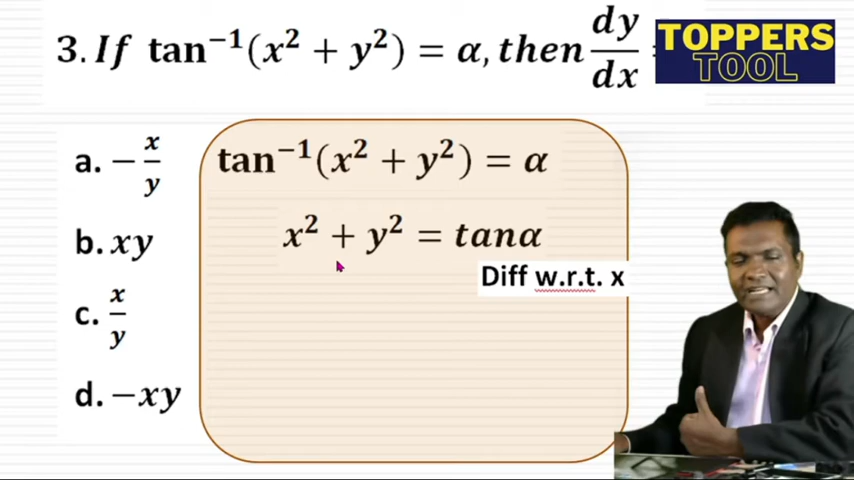 3. If tan⁻¹(x² + y²) = α, then dy/dx =
TOPPERS
TOOL
a. −x/y
b. xy
c. x/y
d. −xy
tan⁻¹(x² + y²) = α
x² + y² = tanα
Diff w.r.t. x